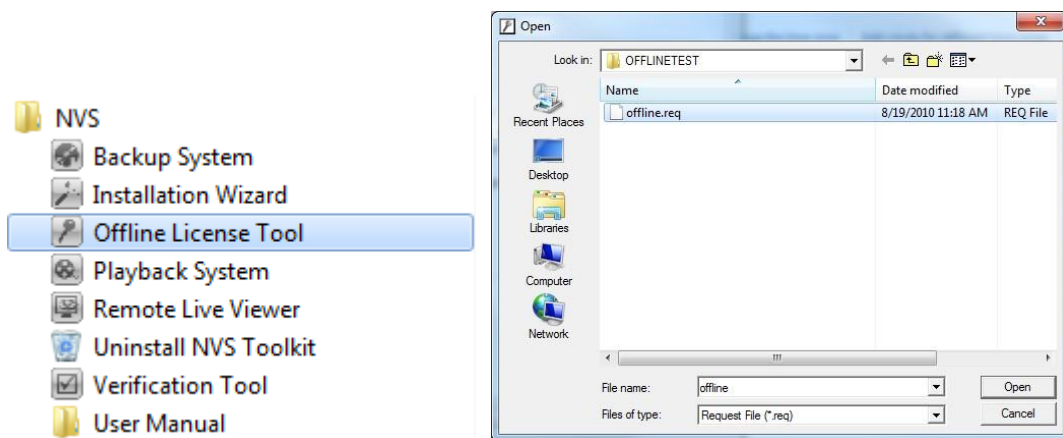 NVS
Backup System
Installation Wizard
Offline License Tool
Playback System
Remote Live Viewer
Uninstall NVS Toolkit
Verification Tool
User Manual
Open
Look in: OFFLINETEST
Name Date modified Type
offline.req 8/19/2010 11:18 AM REQ File
Recent Places
Desktop
Libraries
Computer
Network
File name: offline Open
Files of type: Request File (*.req) Cancel